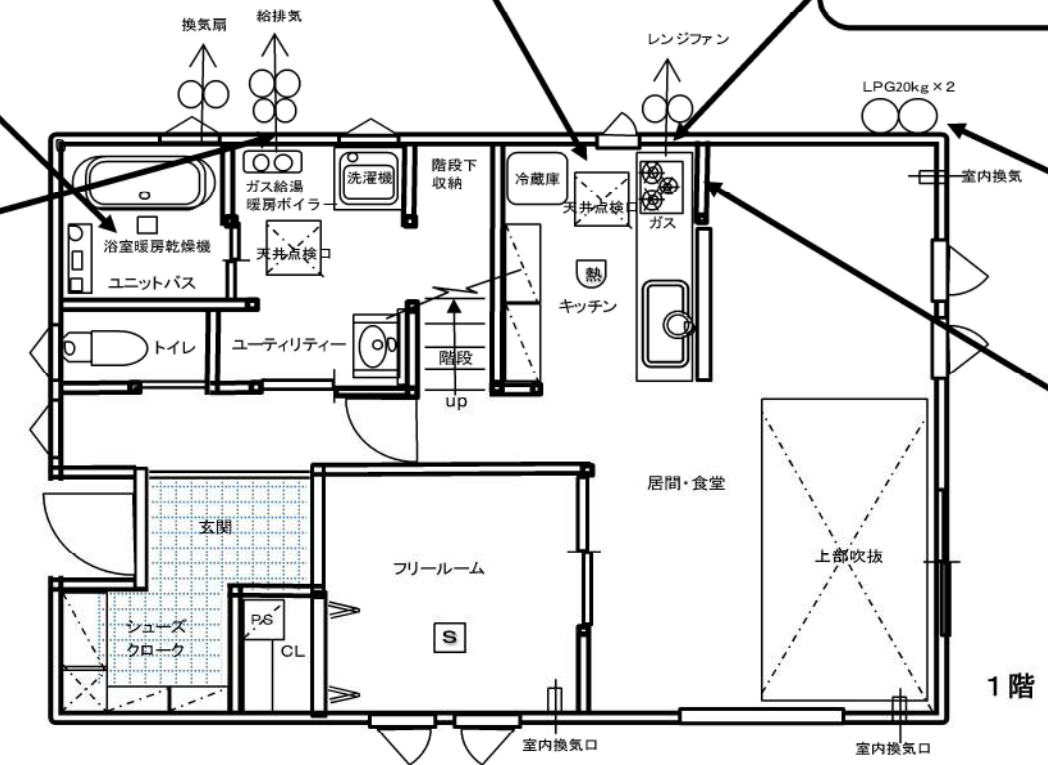 換気扇
給排気
レンジファン
LPG20kg×2
階段下
収納
洗濯機
ガス給湯
暖房ボイラー
冷蔵庫
天井点検口
ガス
室内換気
浴室暖房乾燥機
天井点検口
ユニットバス
熱
キッチン
トイレ
ユーティリティー
階段
up
居間・食堂
玄関
フリールーム
上部吹抜
S
シューズ
クローク
PS
CL
1階
室内換気口
室内換気口